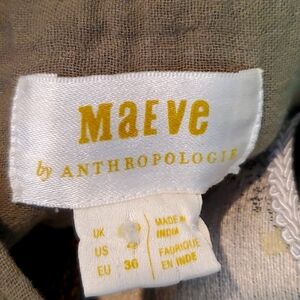 MAEVE
by ANTHROPOLOGIE
UK
US
EU 36
MADE IN
INDIA
FABRIQUÉ
EN INDE